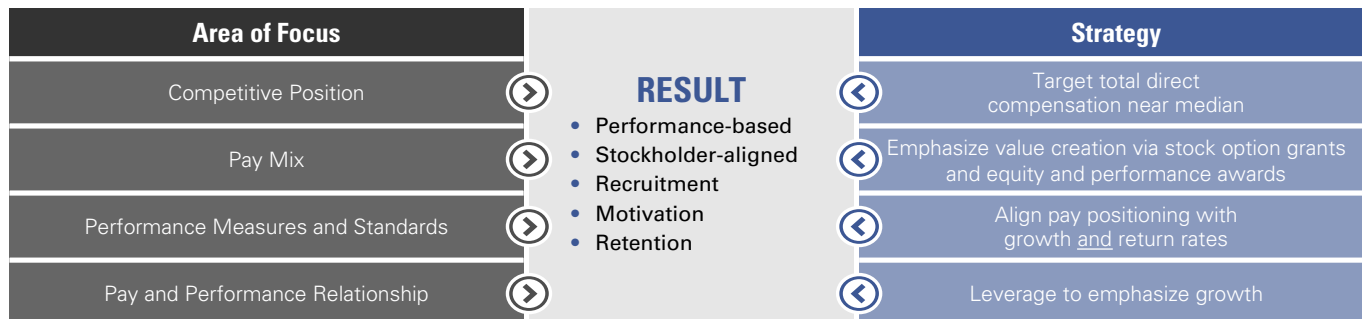 Area of Focus
Competitive Position
Pay Mix
Performance Measures and Standards
Pay and Performance Relationship
RESULT
• Performance-based
• Stockholder-aligned
• Recruitment
• Motivation
• Retention
Strategy
Target total direct
compensation near median
Emphasize value creation via stock option grants
and equity and performance awards
Align pay positioning with
growth and return rates
Leverage to emphasize growth